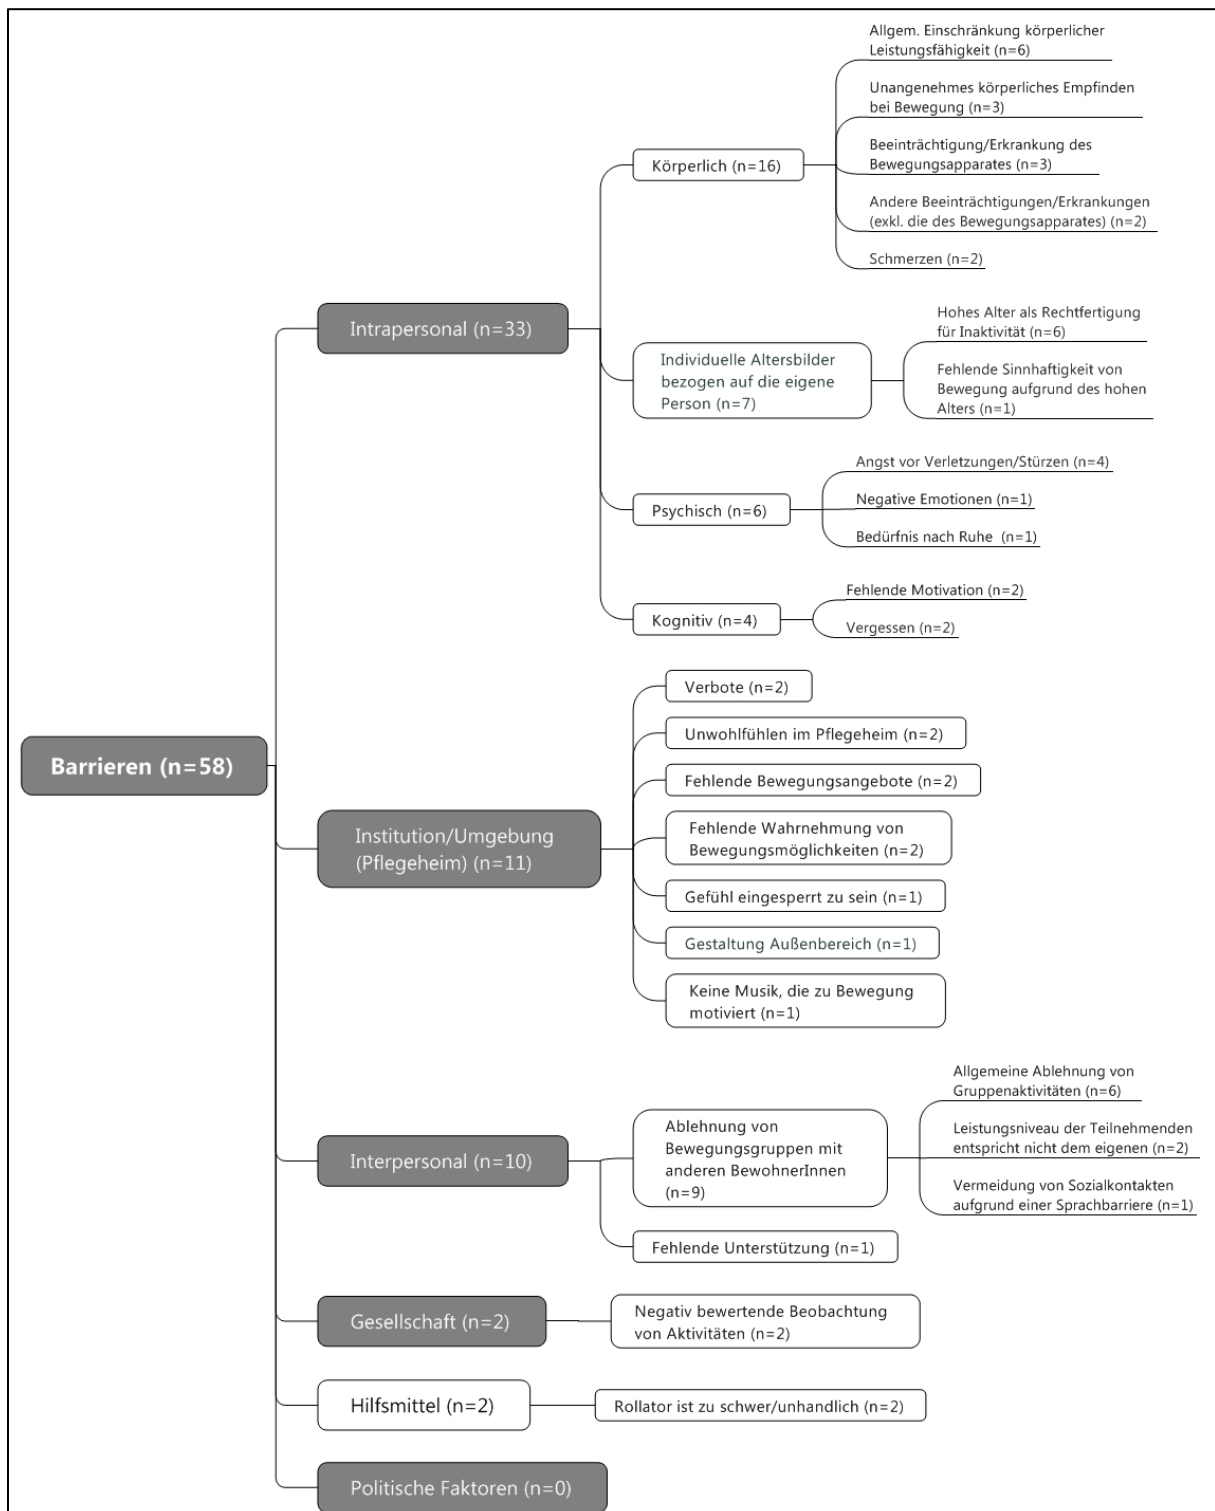 Allgem. Einschränkung körperlicher
Leistungsfähigkeit (n=6)
Unangenehmes körperliches Empfinden
bei Bewegung (n=3)
Körperlich (n=16)
Beeinträchtigung/Erkrankung des
Bewegungsapparates (n=3)
Andere Beeinträchtigungen/Erkrankungen
(exkl. die des Bewegungsapparates) (n=2)
Schmerzen (n=2)
Intrapersonal (n=33)
Individuelle Altersbilder
bezogen auf die eigene
Person (n=7)
Hohes Alter als Rechtfertigung
für Inaktivität (n=6)
Fehlende Sinnhaftigkeit von
Bewegung aufgrund des hohen
Alters (n=1)
Psychisch (n=6)
Angst vor Verletzungen/Stürzen (n=4)
Negative Emotionen (n=1)
Bedürfnis nach Ruhe (n=1)
Kognitiv (n=4)
Fehlende Motivation (n=2)
Vergessen (n=2)
Barrieren (n=58)
Institution/Umgebung
(Pflegeheim) (n=11)
Verbote (n=2)
Unwohlfühlen im Pflegeheim (n=2)
Fehlende Bewegungsangebote (n=2)
Fehlende Wahrnehmung von
Bewegungsmöglichkeiten (n=2)
Gefühl eingesperrt zu sein (n=1)
Gestaltung Außenbereich (n=1)
Keine Musik, die zu Bewegung
motiviert (n=1)
Interpersonal (n=10)
Ablehnung von
Bewegungsgruppen mit
anderen BewohnerInnen
(n=9)
Allgemeine Ablehnung von
Gruppenaktivitäten (n=6)
Leistungsniveau der Teilnehmenden
entspricht nicht dem eigenen (n=2)
Vermeidung von Sozialkontakten
aufgrund einer Sprachbarriere (n=1)
Fehlende Unterstützung (n=1)
Gesellschaft (n=2)
Negativ bewertende Beobachtung
von Aktivitäten (n=2)
Hilfsmittel (n=2)
Rollator ist zu schwer/unhandlich (n=2)
Politische Faktoren (n=0)